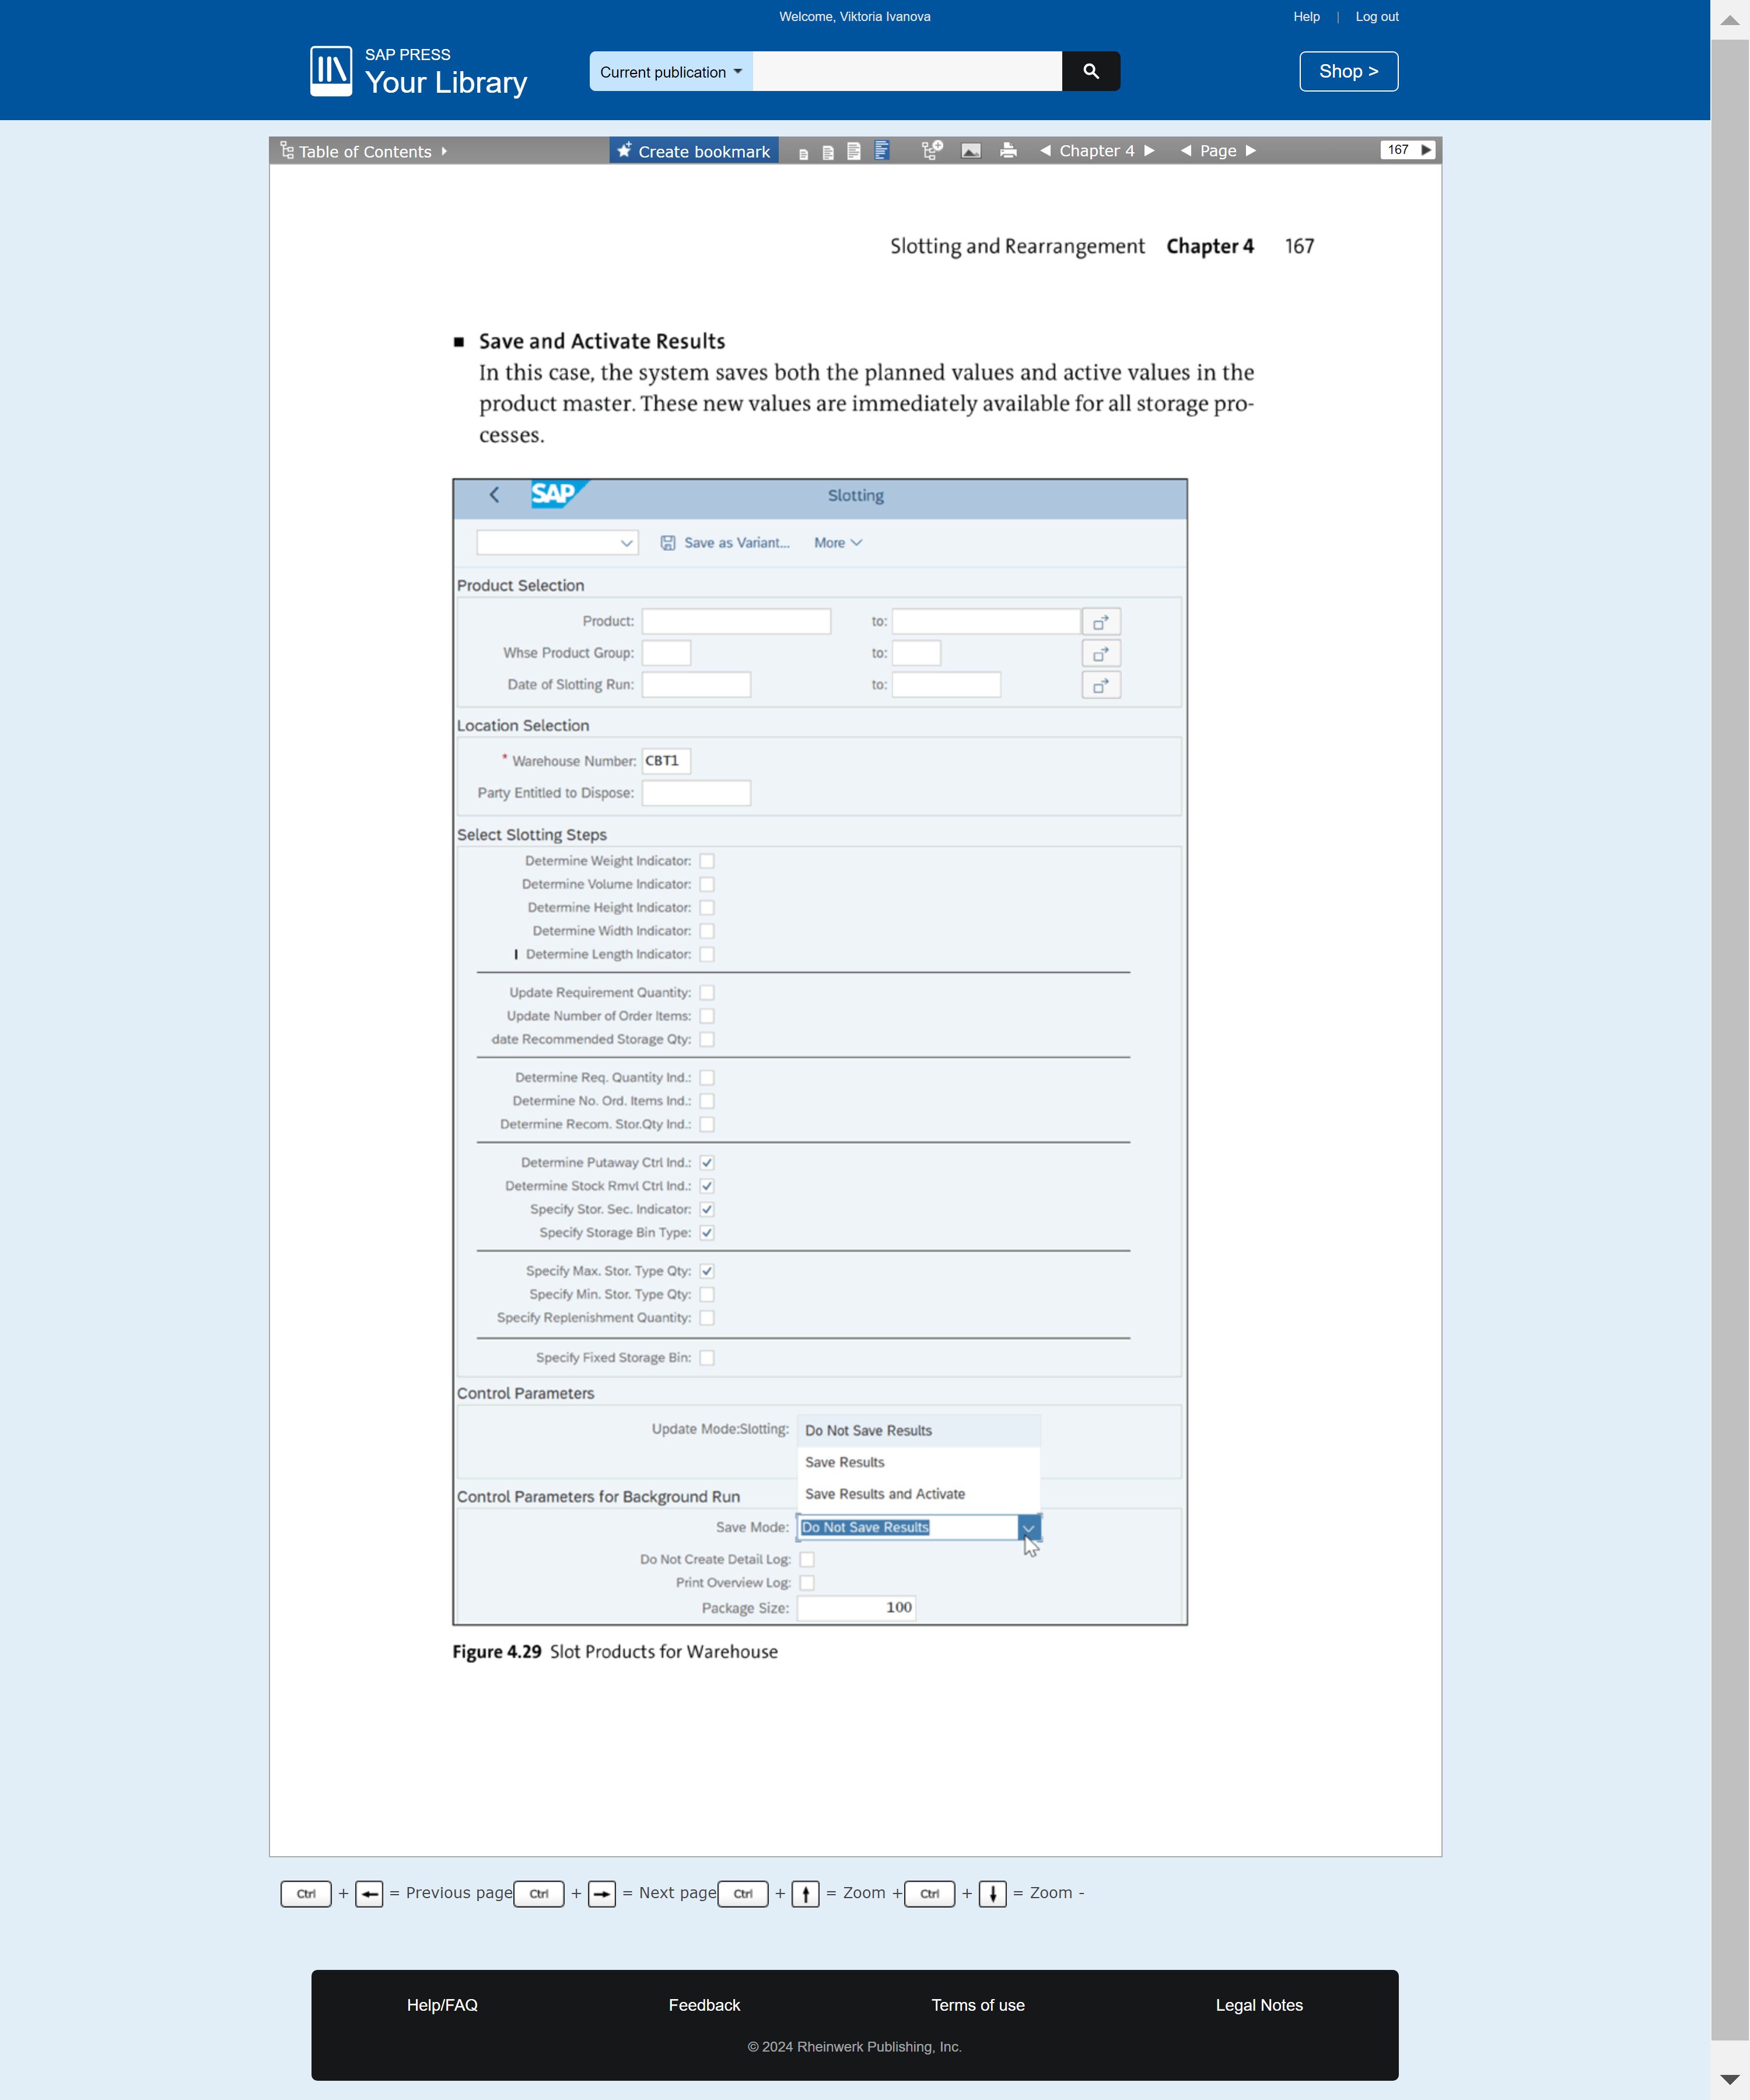 Welcome, Viktoria Ivanova
Help | Log out
SAP PRESS
Your Library
Current publication
Shop >
Table of Contents
Create bookmark
Chapter 4
Page
167
Slotting and Rearrangement Chapter 4 167
■ Save and Activate Results
In this case, the system saves both the planned values and active values in the
product master. These new values are immediately available for all storage pro-
cesses.
SAP
Slotting
Save as Variant...
More
Product Selection
Product: to:
Whse Product Group: to:
Date of Slotting Run: to:
Location Selection
* Warehouse Number: CBT1
Party Entitled to Dispose:
Select Slotting Steps
Determine Weight Indicator:
Determine Volume Indicator:
Determine Height Indicator:
Determine Width Indicator:
Determine Length Indicator:
Update Requirement Quantity:
Update Number of Order Items:
date Recommended Storage Qty:
Determine Req. Quantity Ind.:
Determine No. Ord. Items Ind.:
Determine Recom. Stor.Qty Ind.:
Determine Putaway Ctrl Ind.:
Determine Stock Rmvl Ctrl Ind.:
Specify Stor. Sec. Indicator:
Specify Storage Bin Type:
Specify Max. Stor. Type Qty:
Specify Min. Stor. Type Qty:
Specify Replenishment Quantity:
Specify Fixed Storage Bin:
Control Parameters
Update Mode:Slotting: Do Not Save Results
Save Results
Save Results and Activate
Control Parameters for Background Run
Save Mode: Do Not Save Results
Do Not Create Detail Log:
Print Overview Log:
Package Size: 100
Figure 4.29 Slot Products for Warehouse
Ctrl + ← = Previous page Ctrl + → = Next page Ctrl + ↑ = Zoom + Ctrl + ↓ = Zoom -
Help/FAQ
Feedback
Terms of use
Legal Notes
© 2024 Rheinwerk Publishing, Inc.